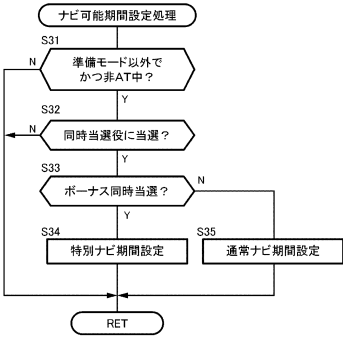 ナビ可能期間設定処理
S31
準備モード以外で
かつ非AT中？
N
Y
S32
同時当選役に当選？
N
Y
S33
ボーナス同時当選？
N
Y
S34
特別ナビ期間設定
S35
通常ナビ期間設定
RET